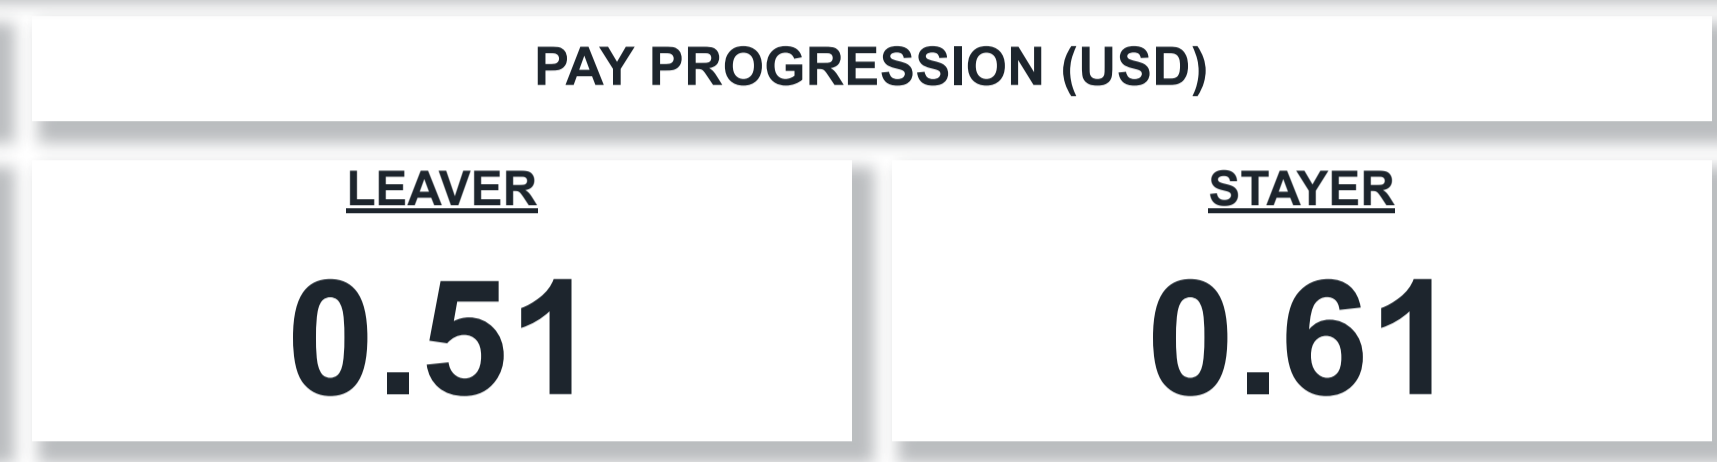 PAY PROGRESSION (USD)
LEAVER
STAYER
0.51
0.61